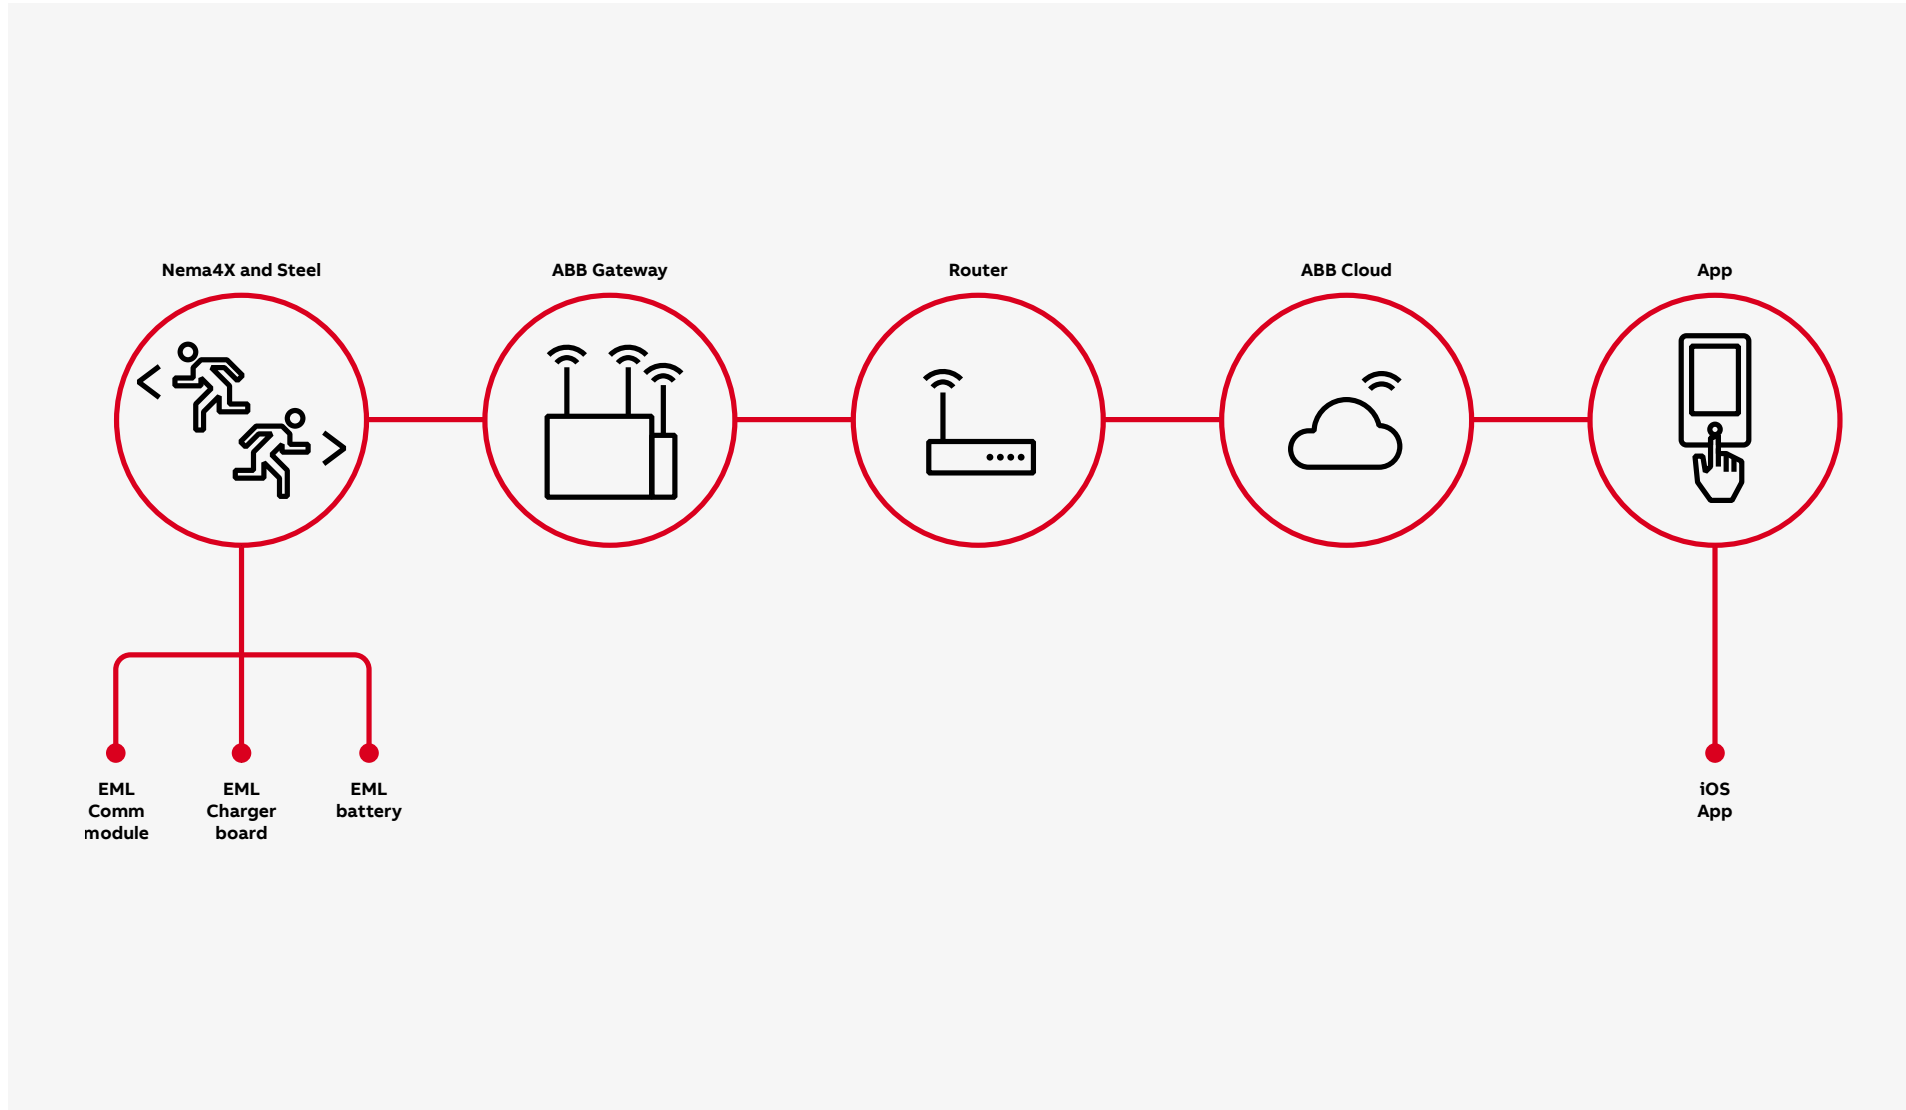 Nema4X and Steel
ABB Gateway
Router
ABB Cloud
App
EML
Comm
module
EML
Charger
board
EML
battery
iOS
App